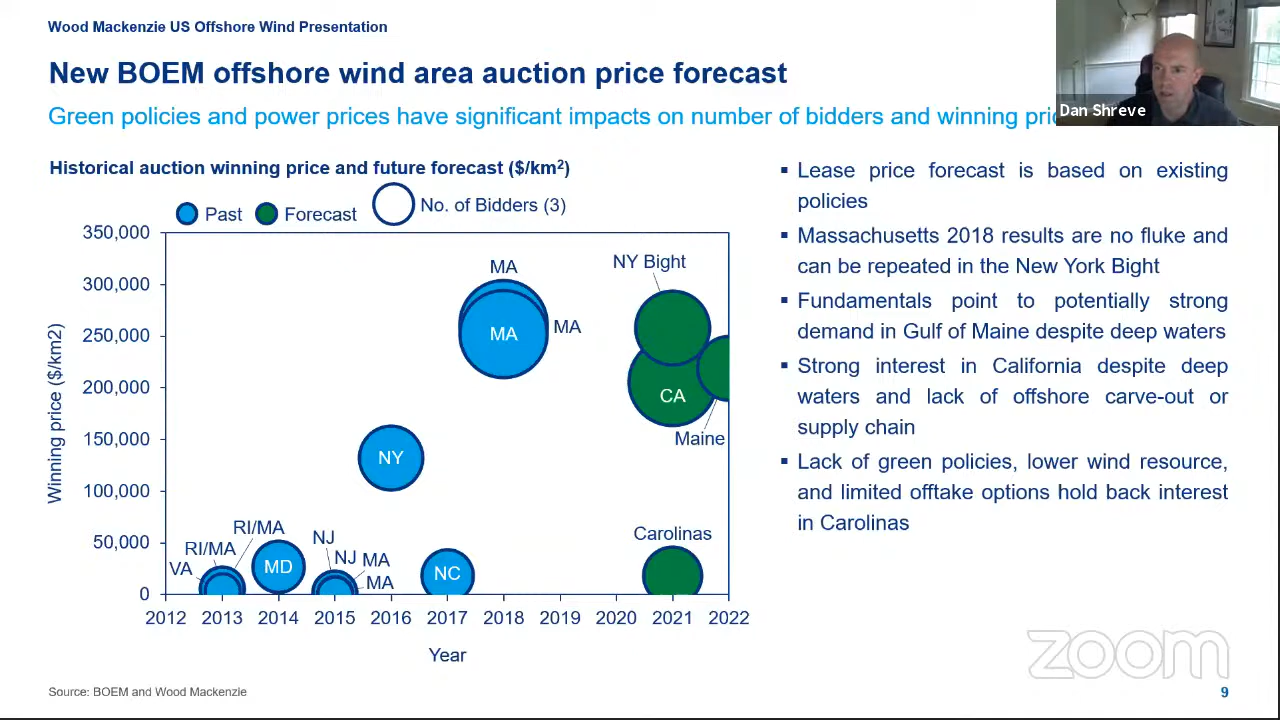 Wood Mackenzie US Offshore Wind Presentation
New BOEM offshore wind area auction price forecast
Green policies and power prices have significant impacts on number of bidders and winning
Dan Shreve
Historical auction winning price and future forecast ($/km²)
Past
Forecast
No. of Bidders (3)
350,000
300,000
250,000
200,000
150,000
100,000
50,000
0
Winning price ($/km2)
VA
RI/MA
RI/MA
MD
NJ
NJ
MA
MA
NY
NC
MA
MA
MA
NY Bight
CA
Maine
Carolinas
2012 2013 2014 2015 2016 2017 2018 2019 2020 2021 2022
Year
▪ Lease price forecast is based on existing
policies
▪ Massachusetts 2018 results are no fluke and
can be repeated in the New York Bight
▪ Fundamentals point to potentially strong
demand in Gulf of Maine despite deep waters
▪ Strong interest in California despite deep
waters and lack of offshore carve-out or
supply chain
▪ Lack of green policies, lower wind resource,
and limited offtake options hold back interest
in Carolinas
zoom
Source: BOEM and Wood Mackenzie
9